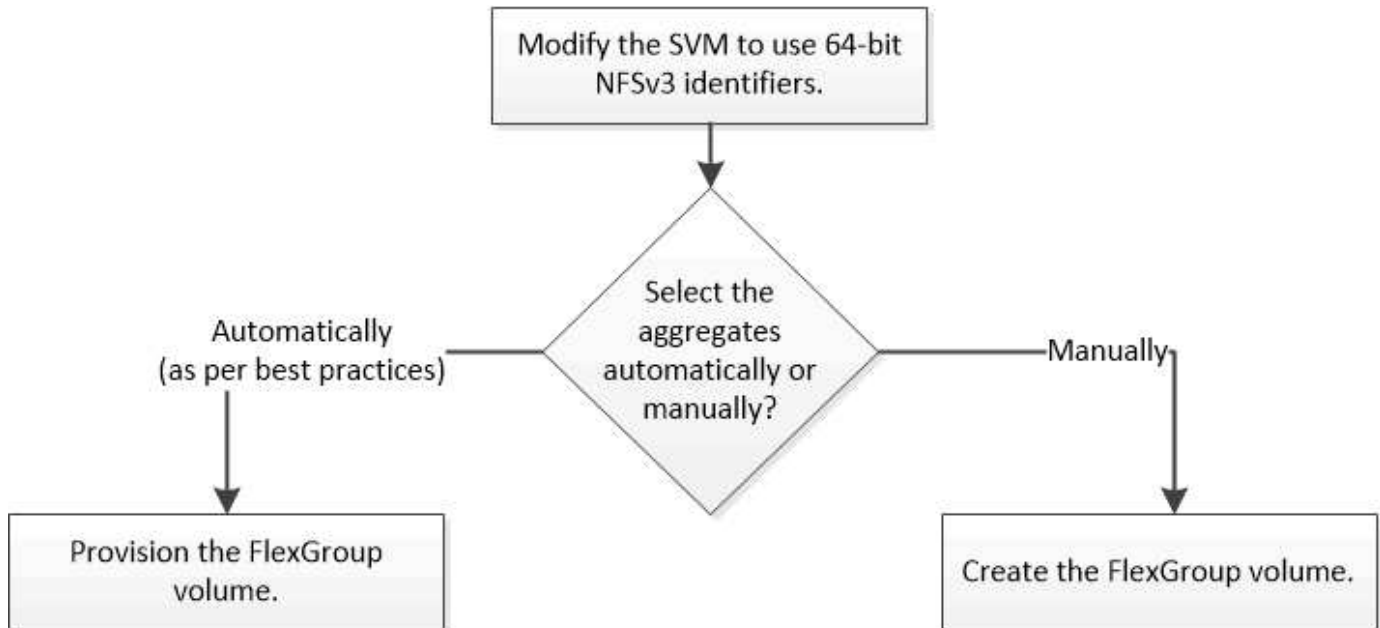 Modify the SVM to use 64-bit
NFSv3 identifiers.
Select the
aggregates
automatically or
manually?
Automatically
(as per best practices)
Manually
Provision the FlexGroup
volume.
Create the FlexGroup volume.